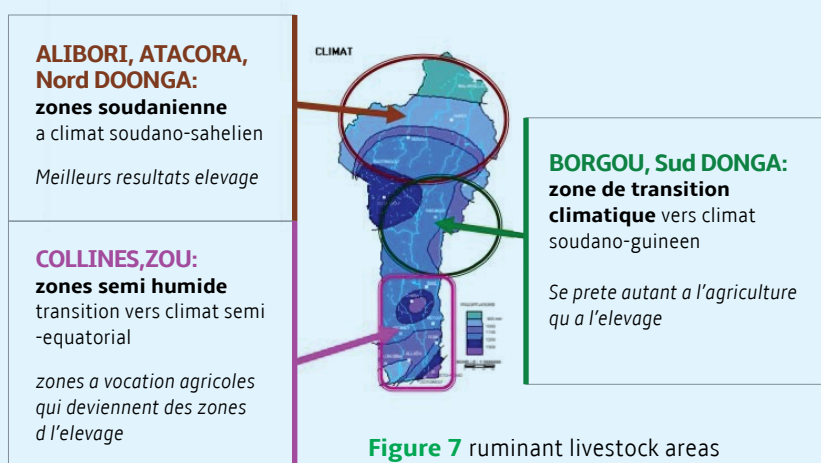 ALIBORI, ATACORA,
Nord DOONGA:
zones soudanienne
a climat soudano-sahelien
Meilleurs resultats elevage
COLLINES,ZOU:
zones semi humide
transition vers climat semi
-equatorial
zones a vocation agricoles
qui deviennent des zones
d l'elevage
CLIMAT
BORGOU, Sud DONGA:
zone de transition
climatique vers climat
soudano-guineen
Se prete autant a l'agriculture
qu a l'elevage
Figure 7 ruminant livestock areas